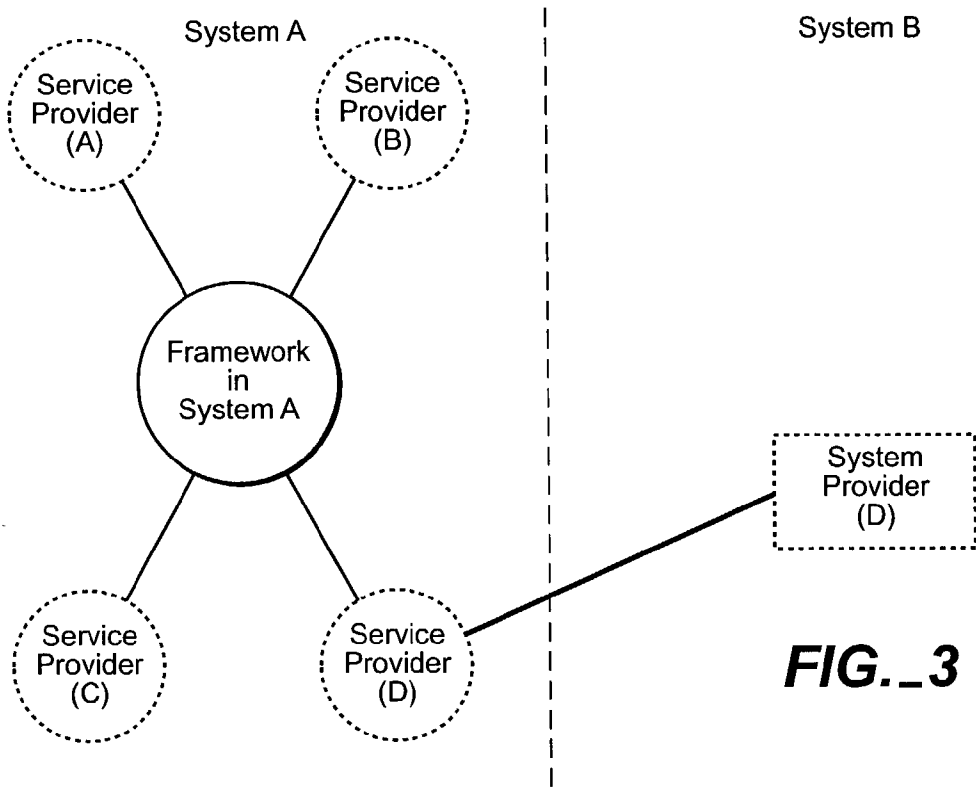 System A
System B
Service
Provider
(A)
Service
Provider
(B)
Framework
in
System A
System
Provider
(D)
Service
Provider
(C)
Service
Provider
(D)
FIG._3